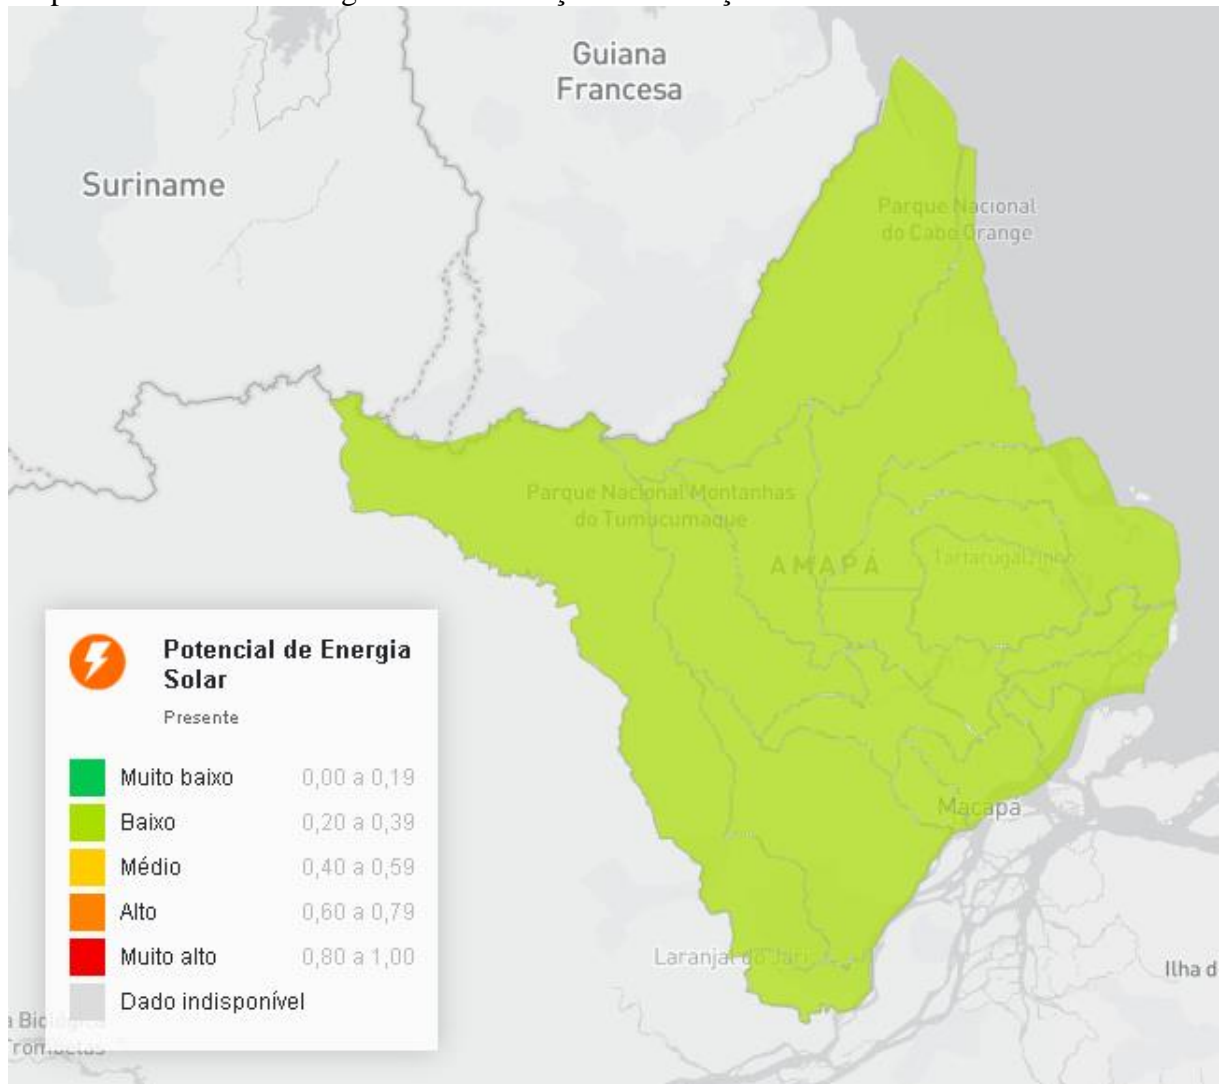 Guiana
Francesa
Suriname
Parque Nacional
do Cabo Orange
Parque Nacional Montanhas
do Tumucumaque
AMAPÁ
Tartarugalzinho
Macapá
Laranjal do Jari
Ilha d
Potencial de Energia
Solar
Presente
Muito baixo 0,00 a 0,19
Baixo 0,20 a 0,39
Médio 0,40 a 0,59
Alto 0,60 a 0,79
Muito alto 0,80 a 1,00
Dado indisponível